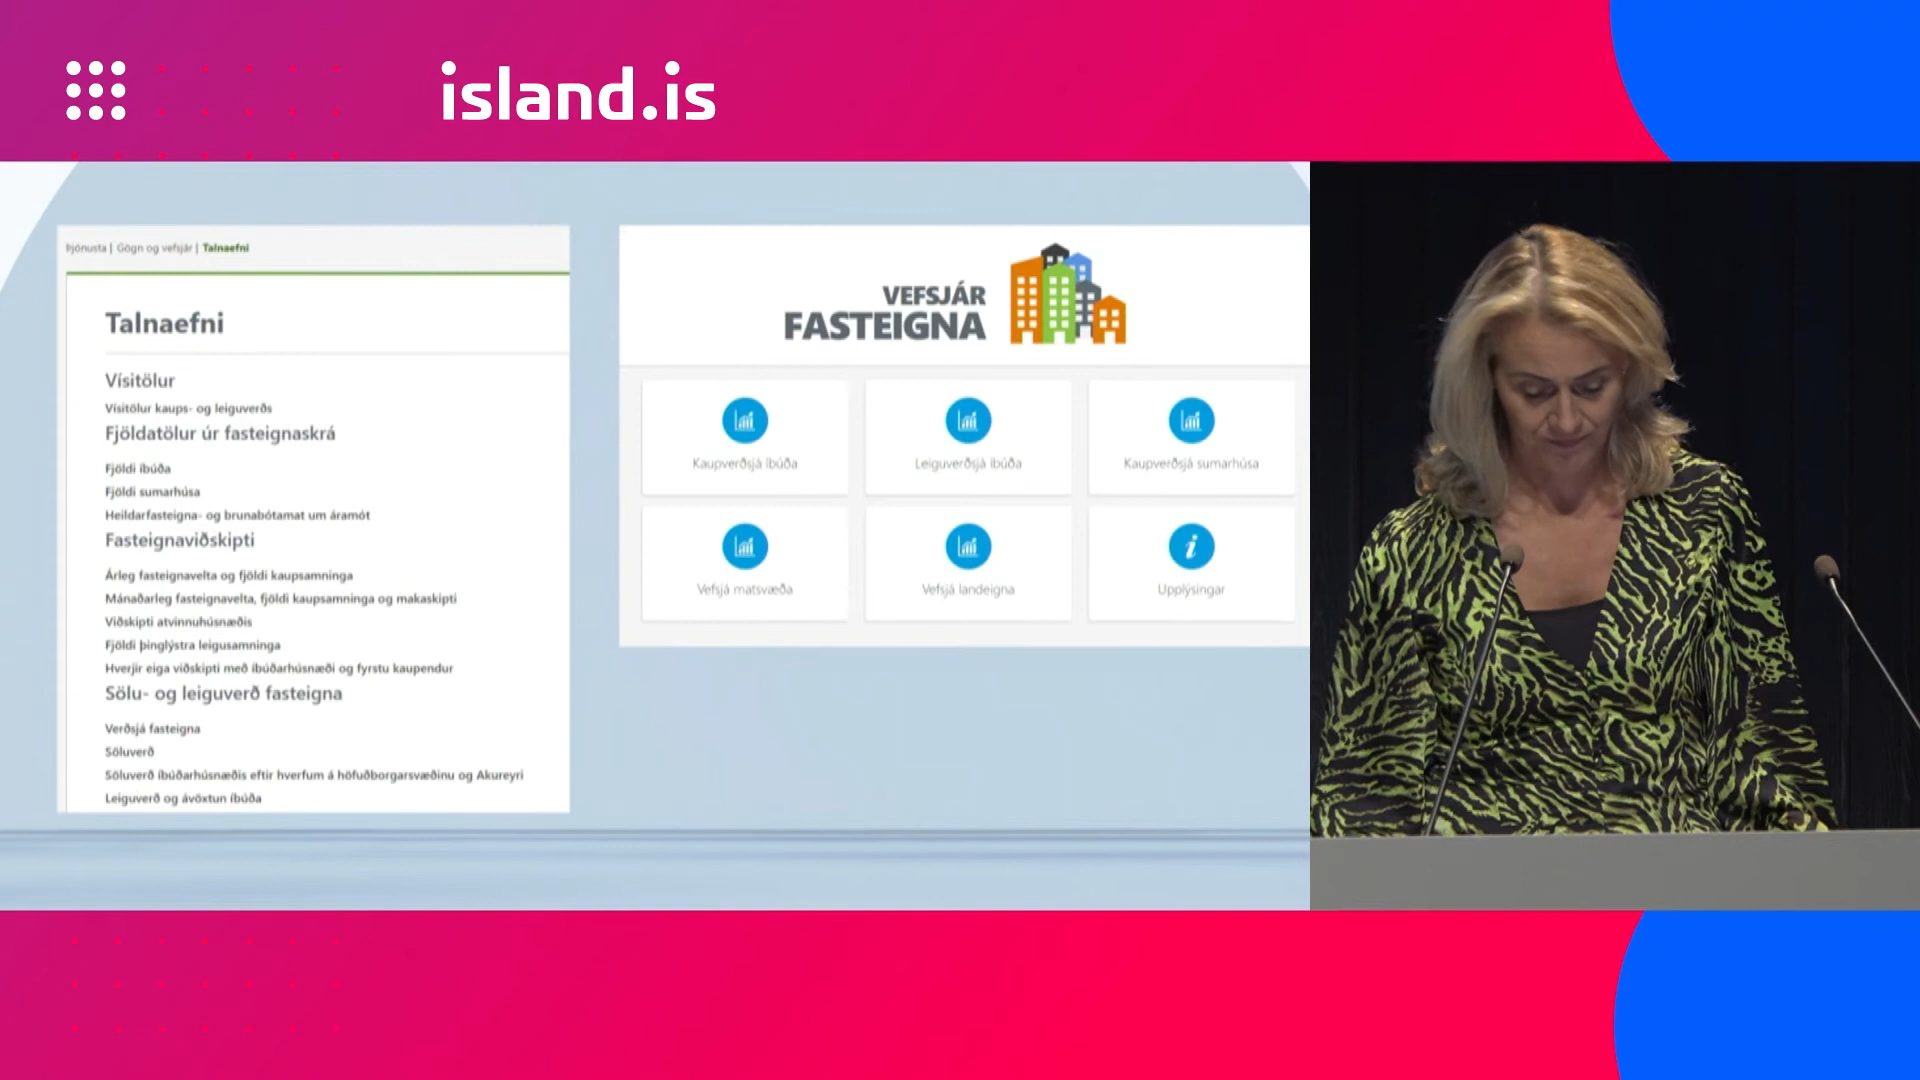 island.is
Þjónusta | Gögn og vefsjár | Talnaefni
Talnaefni
Vísitölur
Vísitölur kaups- og leiguverðs
Fjöldatölur úr fasteignaskrá
Fjöldi íbúða
Fjöldi sumarhúsa
Heildarfasteigna- og brunabótamat um áramót
Fasteignaviðskipti
Árleg fasteignavelta og fjöldi kaupsamninga
Mánaðarleg fasteignavelta, fjöldi kaupsamninga og makaskipti
Viðskipti atvinnuhúsnæðis
Fjöldi þinglýstra leigusamninga
Hverjir eiga viðskipti með íbúðarhúsnæði og fyrstu kaupendur
Sölu- og leiguverð fasteigna
Verðsjá fasteigna
Söluverð
Söluverð íbúðarhúsnæðis eftir hverfum á höfuðborgarsvæðinu og Akureyri
Leiguverð og ávöxtun íbúða
VEFSJÁR
FASTEIGNA
Kaupverðsjá íbúða
Leiguverðsjá íbúða
Kaupverðsjá sumarhúsa
Vefsjá matsvæða
Vefsjá landeigna
Upplýsingar